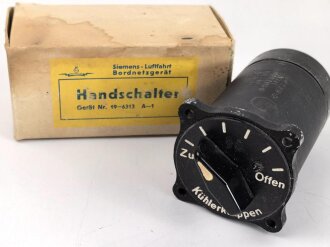 Siemens-Luftfahrt
Bordnetzgerät
Handschalter
Gerät Nr. 19-6313 A-1
Zu
Offen
Kühlerklappen